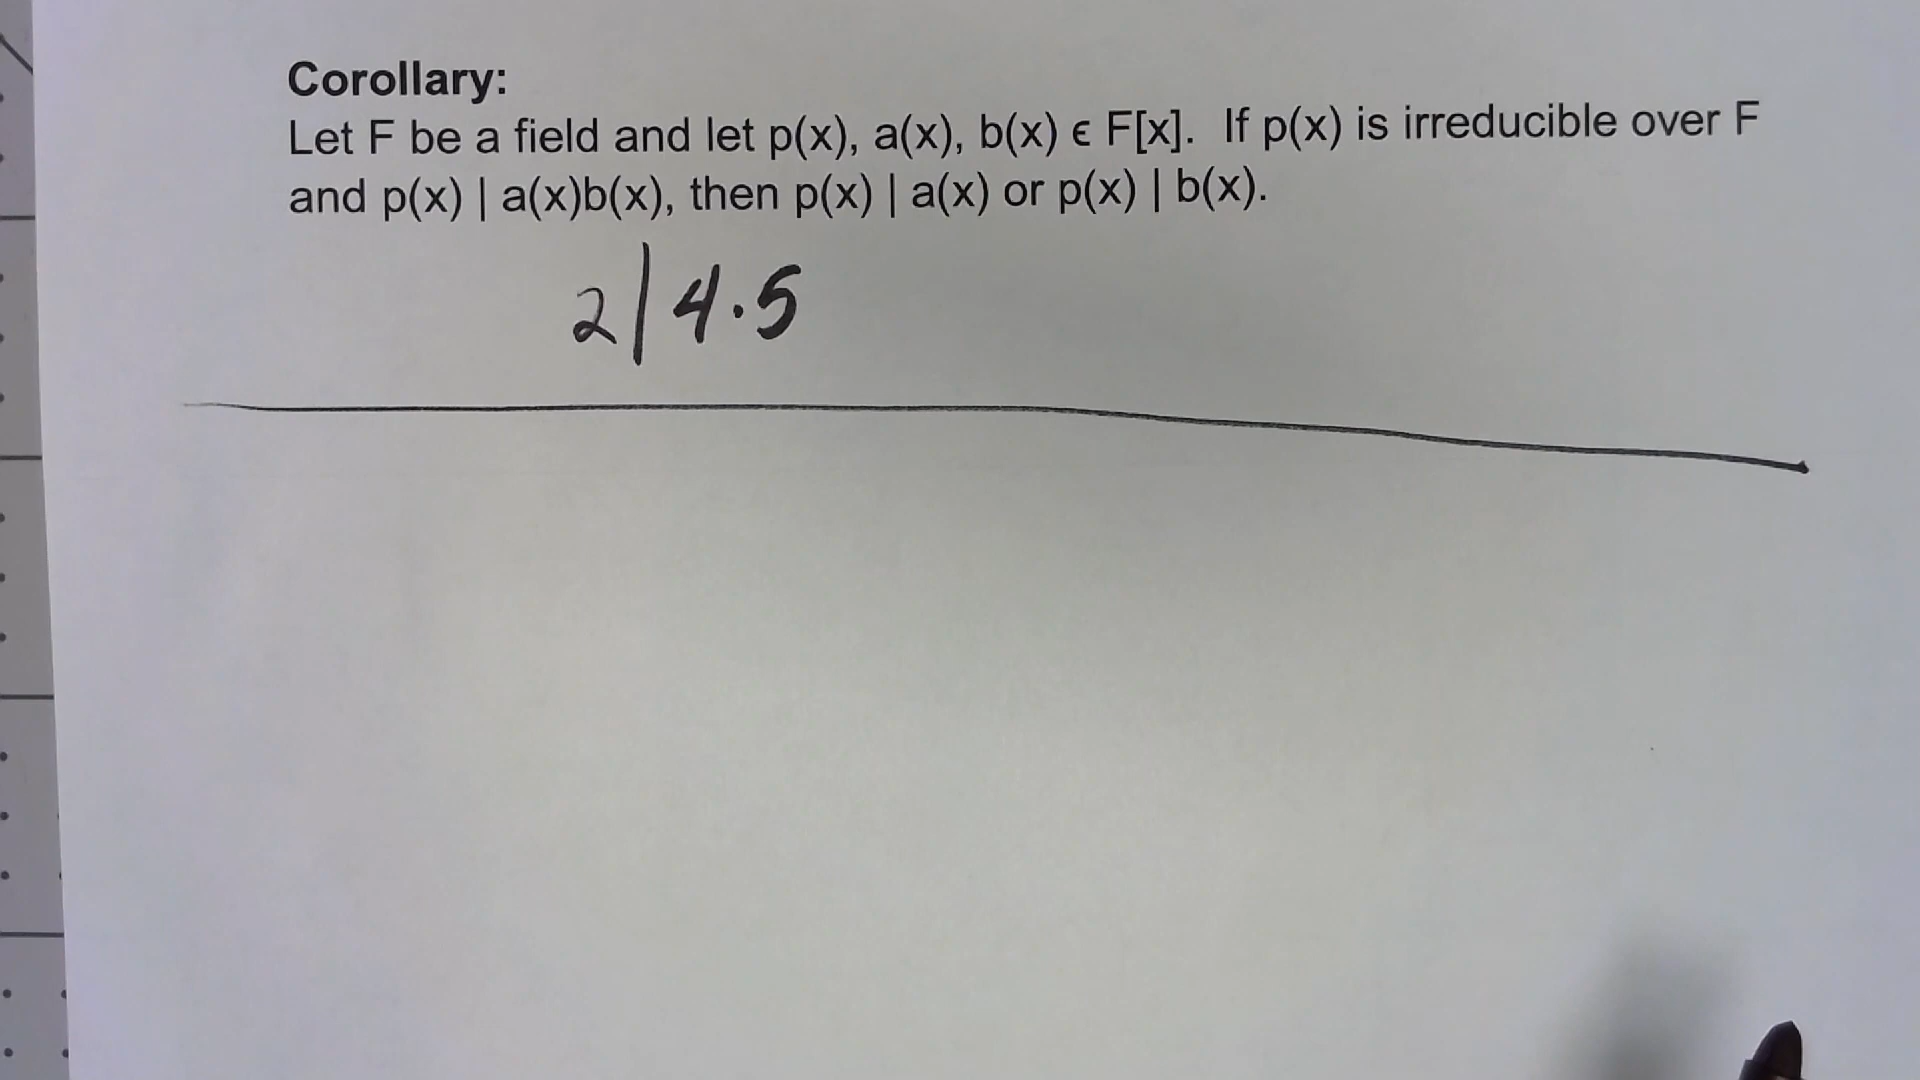 Corollary:
Let F be a field and let p(x), a(x), b(x) ϵ F[x]. If p(x) is irreducible over F
and p(x) | a(x)b(x), then p(x) | a(x) or p(x) | b(x).
2|4·5